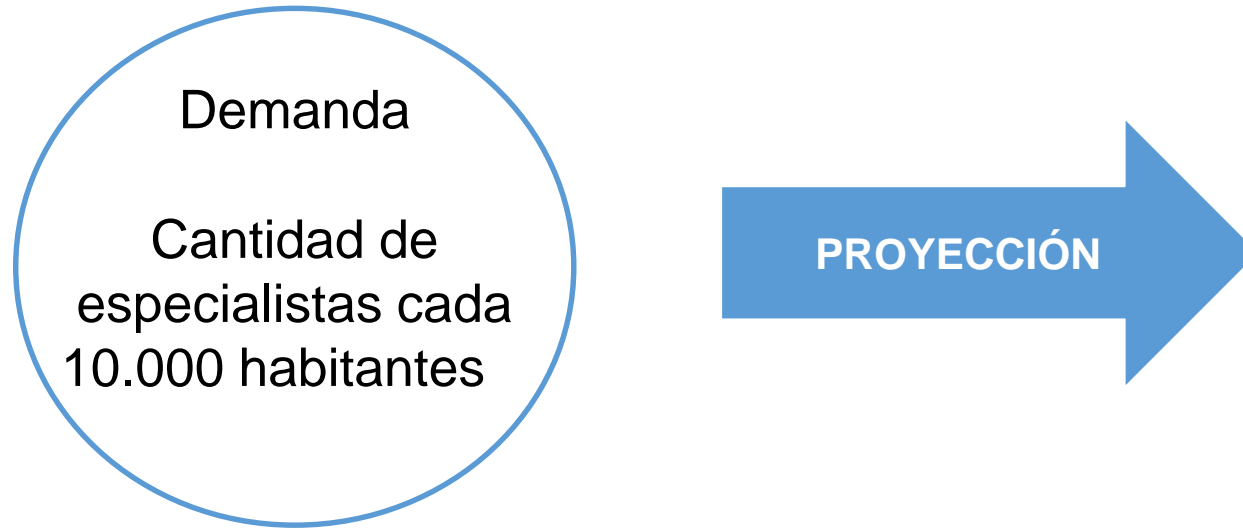 Demanda
Cantidad de
especialistas cada
10.000 habitantes
PROYECCIÓN